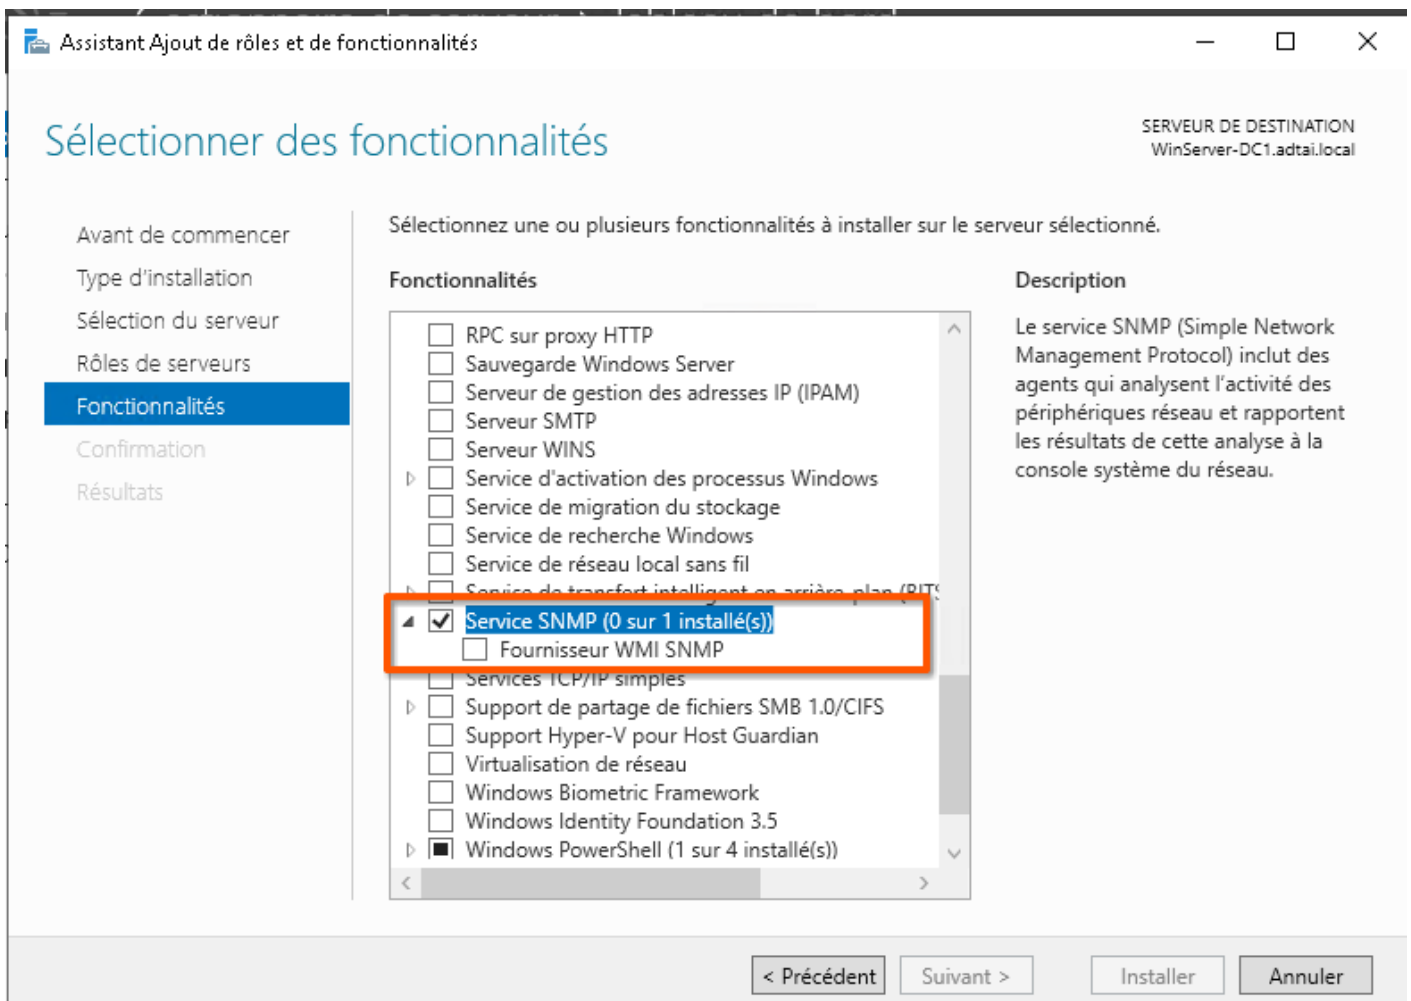 Assistant Ajout de rôles et de fonctionnalités
Sélectionner des fonctionnalités
SERVEUR DE DESTINATION
WinServer-DC1.adtai.local
Avant de commencer
Type d'installation
Sélection du serveur
Rôles de serveurs
Fonctionnalités
Confirmation
Résultats
Sélectionnez une ou plusieurs fonctionnalités à installer sur le serveur sélectionné.
Fonctionnalités
RPC sur proxy HTTP
Sauvegarde Windows Server
Serveur de gestion des adresses IP (IPAM)
Serveur SMTP
Serveur WINS
Service d'activation des processus Windows
Service de migration du stockage
Service de recherche Windows
Service de réseau local sans fil
Service de transfert intelligent en arrière-plan (BITS
Service SNMP (0 sur 1 installé(s))
Fournisseur WMI SNMP
Services TCP/IP simples
Support de partage de fichiers SMB 1.0/CIFS
Support Hyper-V pour Host Guardian
Virtualisation de réseau
Windows Biometric Framework
Windows Identity Foundation 3.5
Windows PowerShell (1 sur 4 installé(s))
Description
Le service SNMP (Simple Network
Management Protocol) inclut des
agents qui analysent l'activité des
périphériques réseau et rapportent
les résultats de cette analyse à la
console système du réseau.
< Précédent
Suivant >
Installer
Annuler